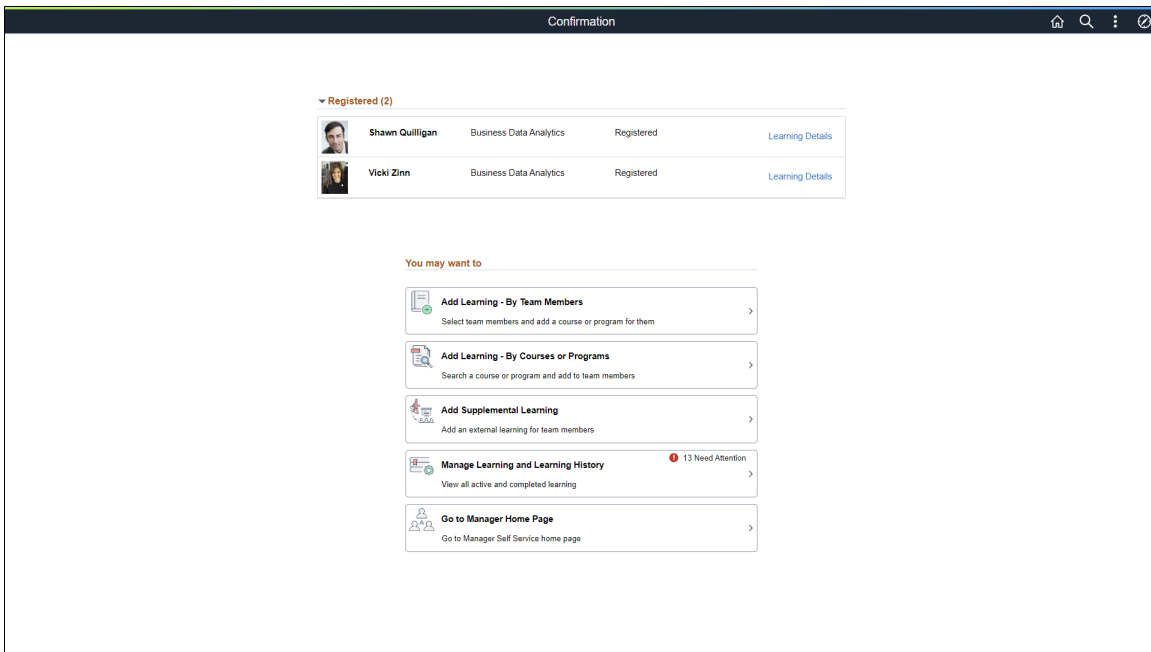 Confirmation
Registered (2)
Shawn Quilligan Business Data Analytics Registered Learning Details
Vicki Zinn Business Data Analytics Registered Learning Details
You may want to
Add Learning - By Team Members
Select team members and add a course or program for them
Add Learning - By Courses or Programs
Search a course or program and add to team members
Add Supplemental Learning
Add an external learning for team members
Manage Learning and Learning History 13 Need Attention
View all active and completed learning
Go to Manager Home Page
Go to Manager Self Service home page